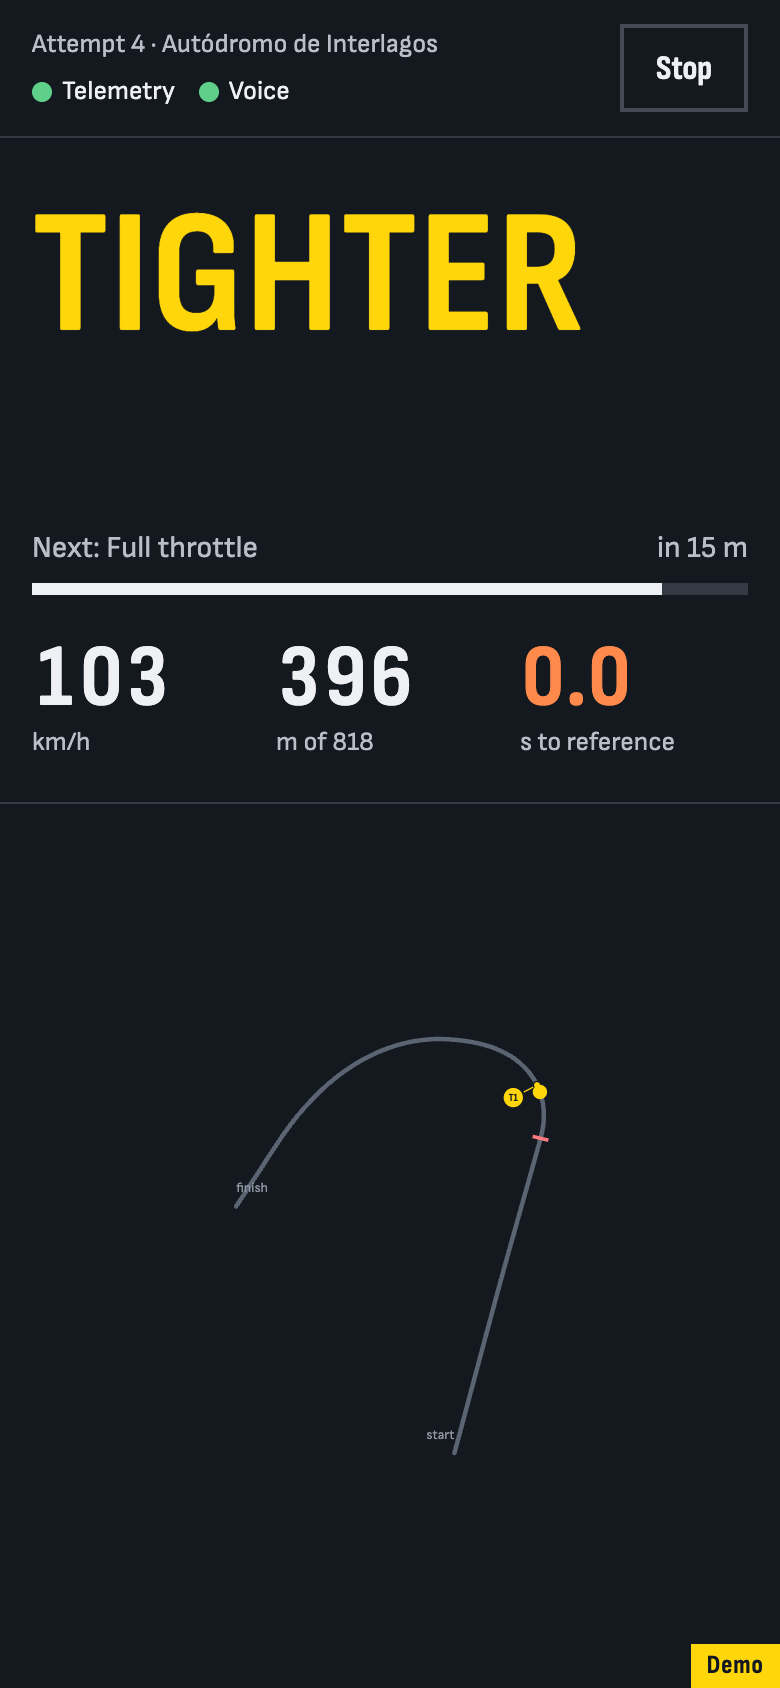 Attempt 4 · Autódromo de Interlagos
Telemetry Voice
Stop
TIGHTER
Next: Full throttle in 15 m
103 396 0.0
km/h m of 818 s to reference
T1
finish
start
Demo